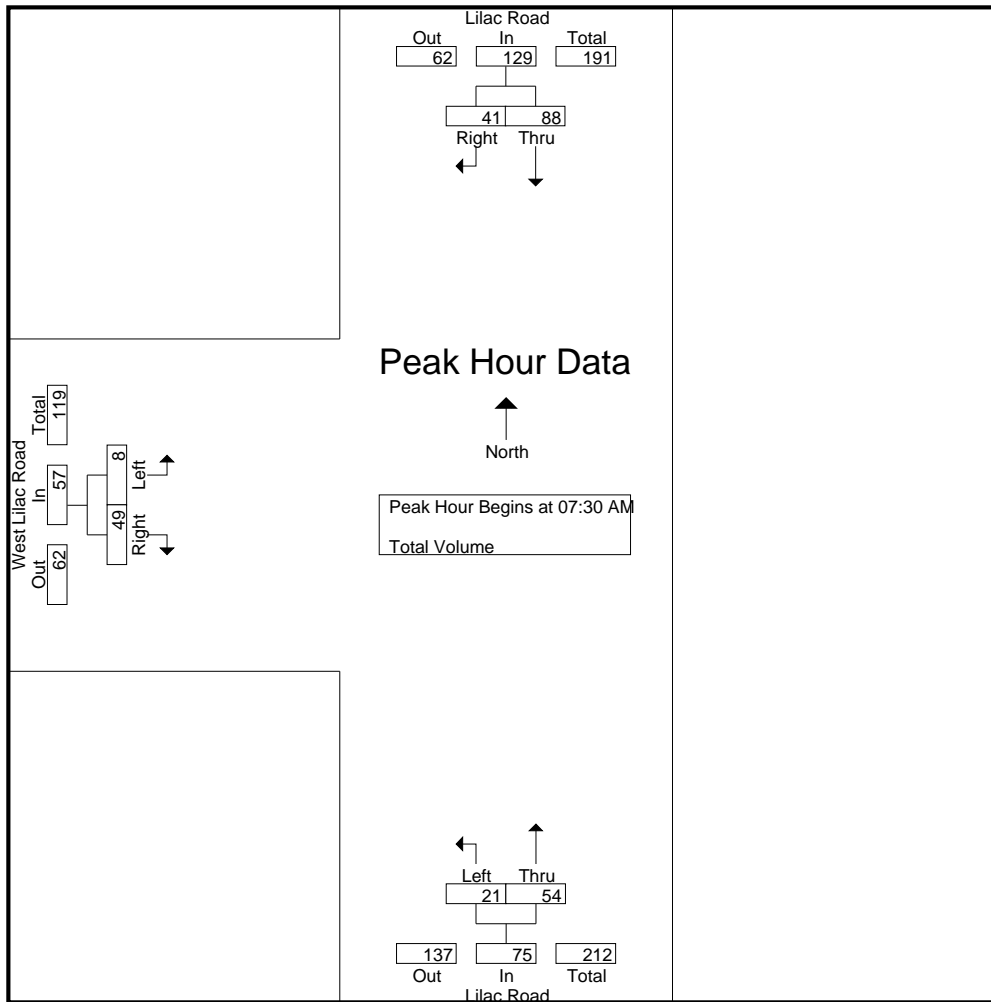 Lilac Road
Out In Total
62 129 191
41 88
Right Thru
Peak Hour Data
North
Peak Hour Begins at 07:30 AM
Total Volume
West Lilac Road
Out In Total
62 57 119
49 8
Right Left
Left Thru
21 54
137 75 212
Out In Total
Lilac Road